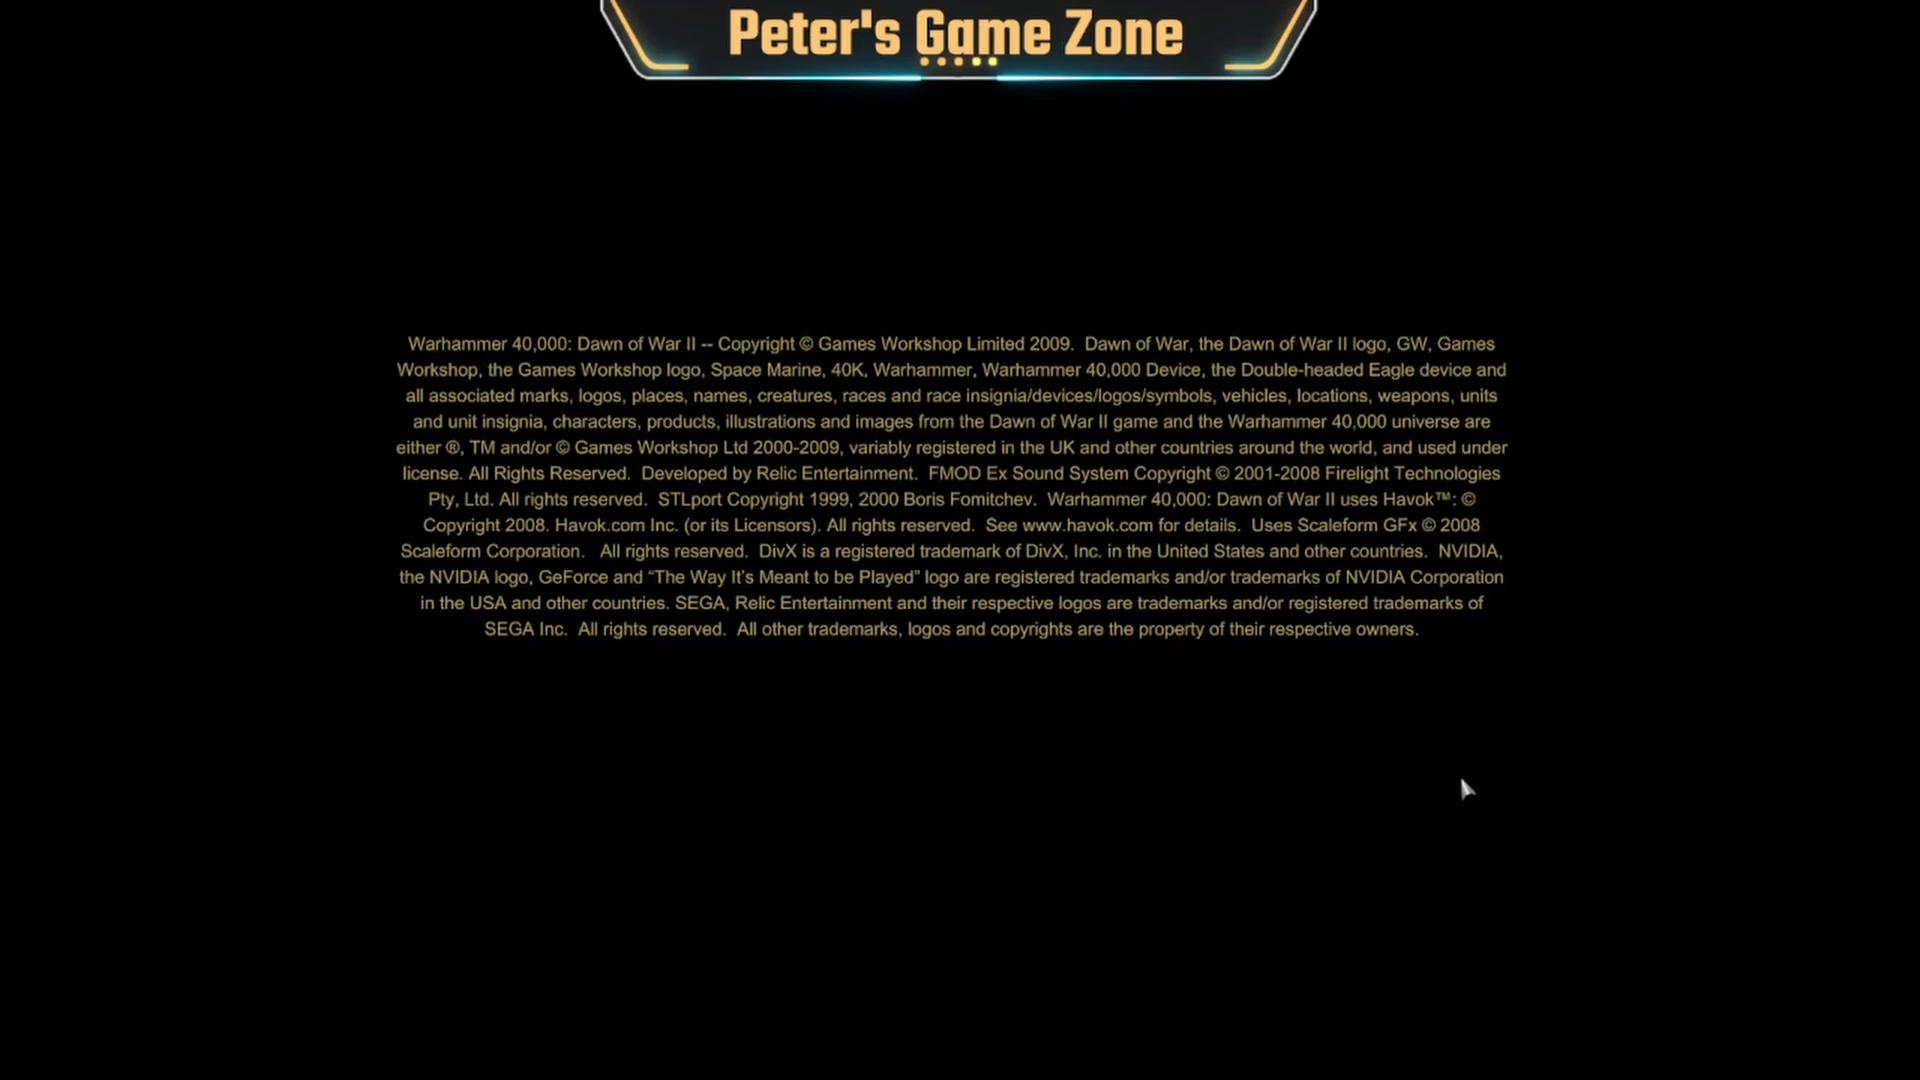 Peter's Game Zone
Warhammer 40,000: Dawn of War II -- Copyright © Games Workshop Limited 2009.  Dawn of War, the Dawn of War II logo, GW, Games
Workshop, the Games Workshop logo, Space Marine, 40K, Warhammer, Warhammer 40,000 Device, the Double-headed Eagle device and
all associated marks, logos, places, names, creatures, races and race insignia/devices/logos/symbols, vehicles, locations, weapons, units
and unit insignia, characters, products, illustrations and images from the Dawn of War II game and the Warhammer 40,000 universe are
either ®, TM and/or © Games Workshop Ltd 2000-2009, variably registered in the UK and other countries around the world, and used under
license. All Rights Reserved.  Developed by Relic Entertainment.  FMOD Ex Sound System Copyright © 2001-2008 Firelight Technologies
Pty, Ltd. All rights reserved.  STLport Copyright 1999, 2000 Boris Fomitchev.  Warhammer 40,000: Dawn of War II uses Havok™: ©
Copyright 2008. Havok.com Inc. (or its Licensors). All rights reserved.  See www.havok.com for details.  Uses Scaleform GFx © 2008
Scaleform Corporation.   All rights reserved.  DivX is a registered trademark of DivX, Inc. in the United States and other countries.  NVIDIA,
the NVIDIA logo, GeForce and “The Way It’s Meant to be Played” logo are registered trademarks and/or trademarks of NVIDIA Corporation
in the USA and other countries. SEGA, Relic Entertainment and their respective logos are trademarks and/or registered trademarks of
SEGA Inc.  All rights reserved.  All other trademarks, logos and copyrights are the property of their respective owners.